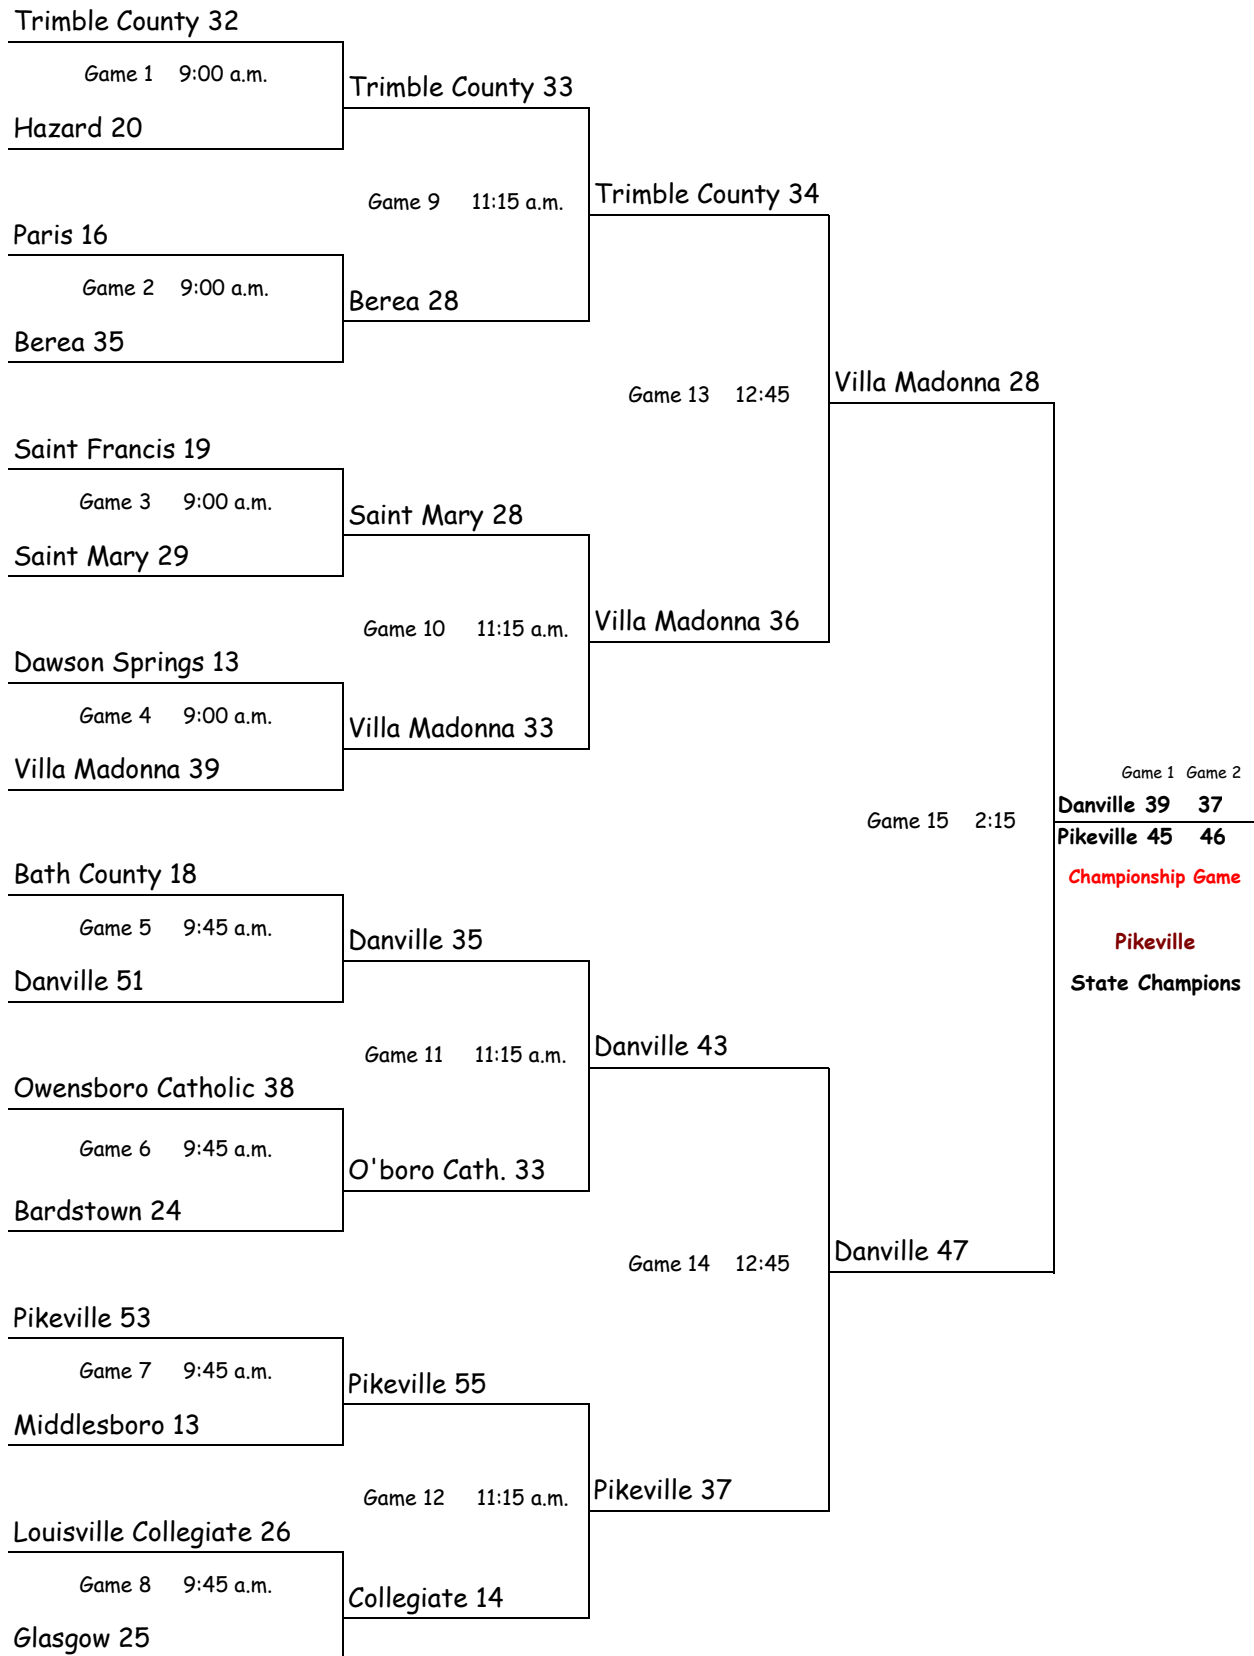 Trimble County 32
Game 1 9:00 a.m.
Trimble County 33
Hazard 20
Game 9 11:15 a.m.
Trimble County 34
Paris 16
Game 2 9:00 a.m.
Berea 28
Berea 35
Game 13 12:45
Villa Madonna 28
Saint Francis 19
Game 3 9:00 a.m.
Saint Mary 28
Saint Mary 29
Game 10 11:15 a.m.
Villa Madonna 36
Dawson Springs 13
Game 4 9:00 a.m.
Villa Madonna 33
Villa Madonna 39
Game 1 Game 2
Danville 39 37
Game 15 2:15
Pikeville 45 46
Championship Game
Bath County 18
Game 5 9:45 a.m.
Danville 35
Pikeville
Danville 51
State Champions
Game 11 11:15 a.m.
Danville 43
Owensboro Catholic 38
Game 6 9:45 a.m.
O'boro Cath. 33
Bardstown 24
Game 14 12:45
Danville 47
Pikeville 53
Game 7 9:45 a.m.
Pikeville 55
Middlesboro 13
Game 12 11:15 a.m.
Pikeville 37
Louisville Collegiate 26
Game 8 9:45 a.m.
Collegiate 14
Glasgow 25